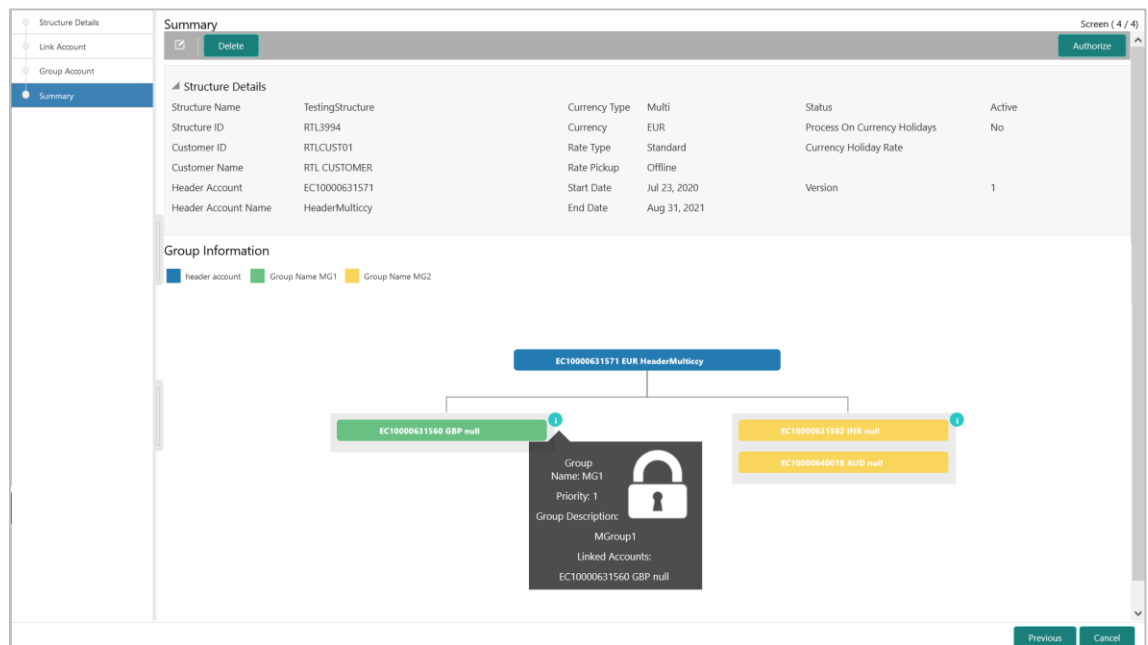 Structure Details
Link Account
Group Account
Summary
Summary
Screen ( 4 / 4)
Delete
Authorize
Structure Details
Structure Name TestingStructure Currency Type Multi Status Active
Structure ID RTL3994 Currency EUR Process On Currency Holidays No
Customer ID RTLCUST01 Rate Type Standard Currency Holiday Rate
Customer Name RTL CUSTOMER Rate Pickup Offline
Header Account EC10000631571 Start Date Jul 23, 2020 Version 1
Header Account Name HeaderMulticcy End Date Aug 31, 2021
Group Information
header account Group Name MG1 Group Name MG2
EC10000631571 EUR HeaderMulticcy
EC10000631560 GBP null
i
EC10000631582 INR null
i
EC10000640018 AUD null
Group
Name: MG1
Priority: 1
Group Description:
MGroup1
Linked Accounts:
EC10000631560 GBP null
Previous
Cancel